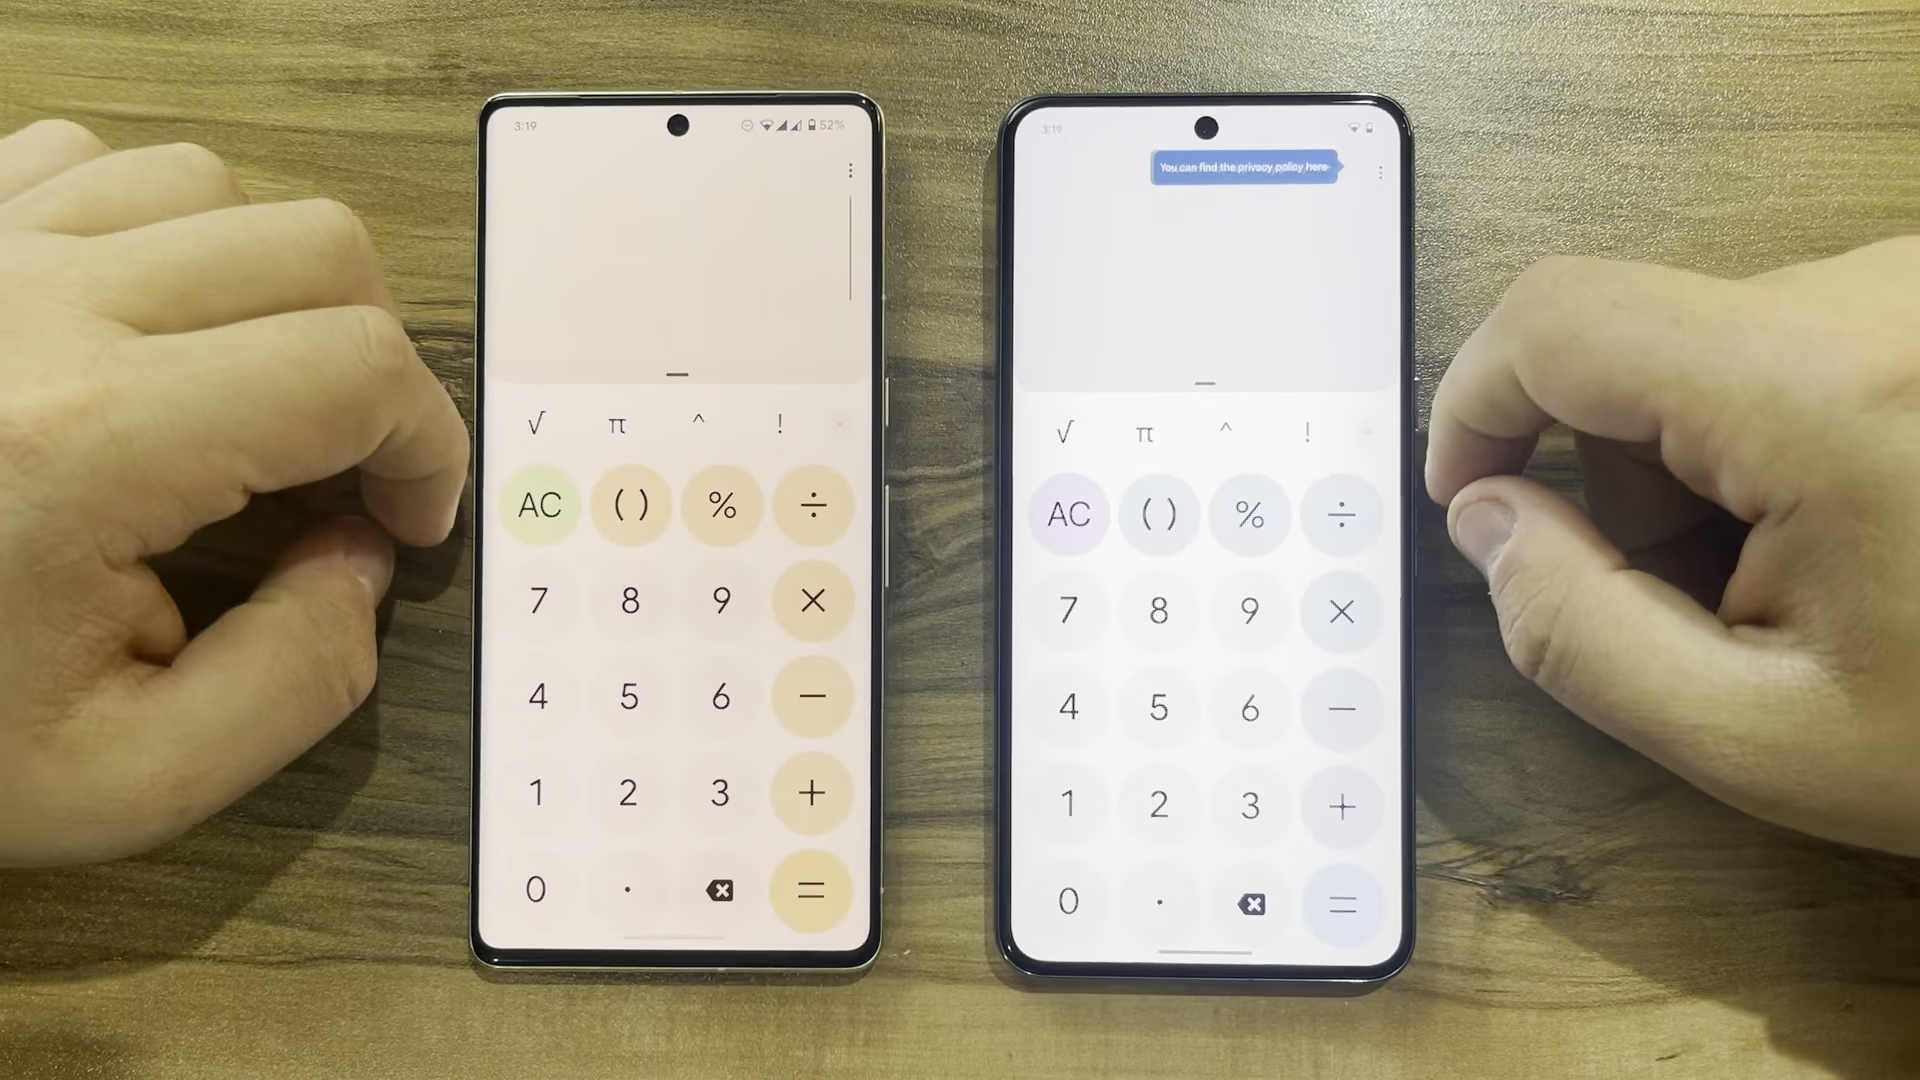 3:19 52%
√ π ^ !
AC ( ) % ÷
7 8 9 ×
4 5 6 −
1 2 3 +
0 . =
3:19
You can find the privacy policy here
√ π ^ !
AC ( ) % ÷
7 8 9 ×
4 5 6 −
1 2 3 +
0 . =